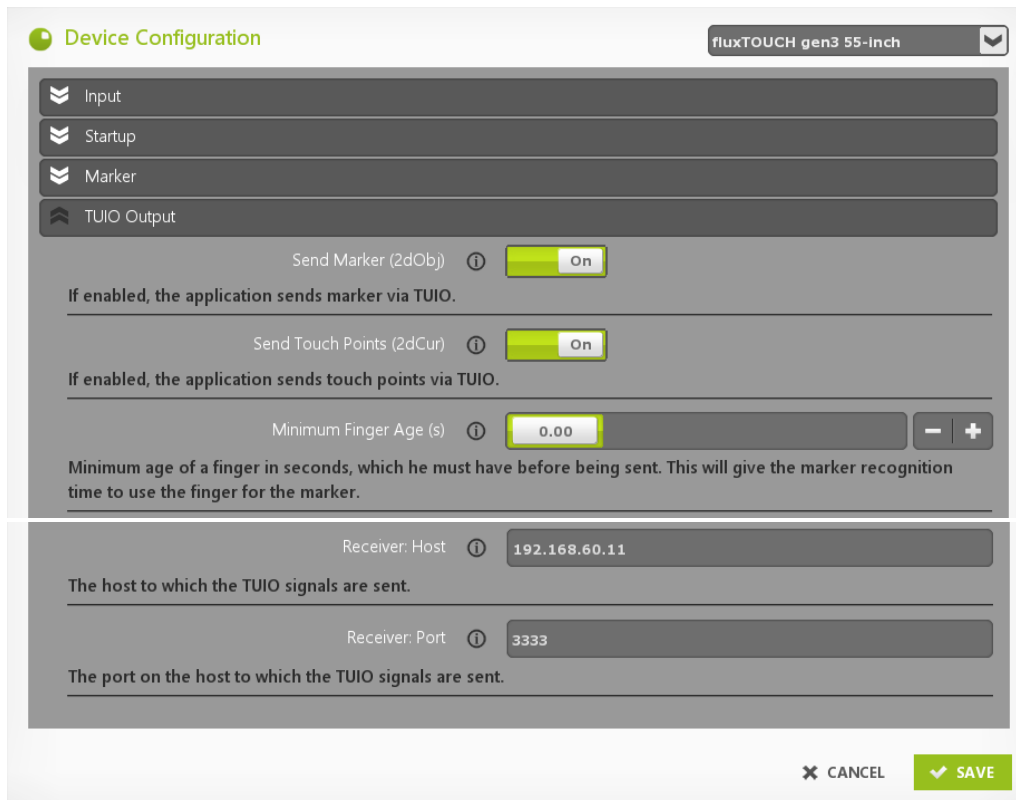 Device Configuration
fluxTOUCH gen3 55-inch
Input
Startup
Marker
TUIO Output
Send Marker (2dObj)
On
If enabled, the application sends marker via TUIO.
Send Touch Points (2dCur)
On
If enabled, the application sends touch points via TUIO.
Minimum Finger Age (s)
0.00
Minimum age of a finger in seconds, which he must have before being sent. This will give the marker recognition
time to use the finger for the marker.
Receiver: Host
192.168.60.11
The host to which the TUIO signals are sent.
Receiver: Port
3333
The port on the host to which the TUIO signals are sent.
CANCEL
SAVE